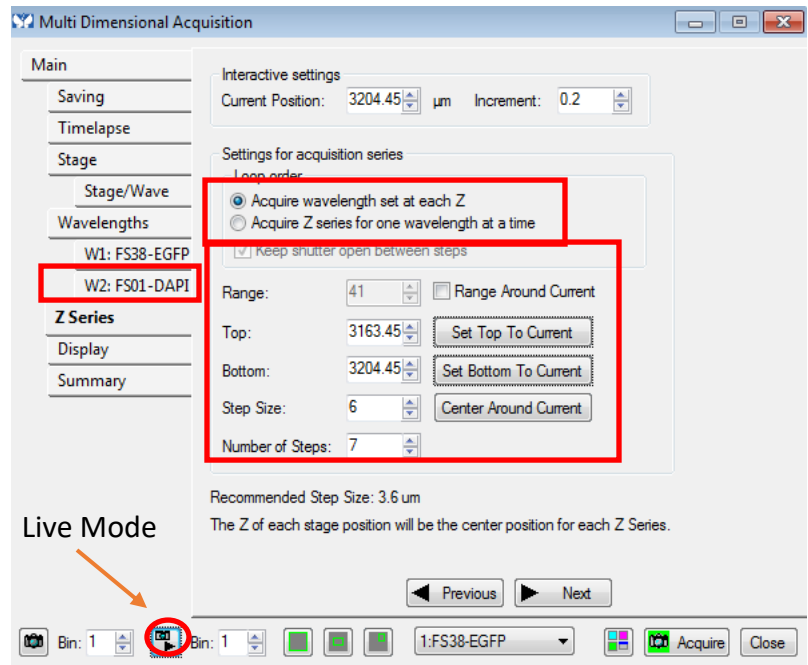 Multi Dimensional Acquisition
Main
Saving
Timelapse
Stage
Stage/Wave
Wavelengths
W1: FS38-EGFP
W2: FS01-DAPI
Z Series
Display
Summary
Interactive settings
Current Position: 3204.45 µm Increment: 0.2
Settings for acquisition series
Loop order
Acquire wavelength set at each Z
Acquire Z series for one wavelength at a time
Keep shutter open between steps
Range: 41 Range Around Current
Top: 3163.45 Set Top To Current
Bottom: 3204.45 Set Bottom To Current
Step Size: 6 Center Around Current
Number of Steps: 7
Recommended Step Size: 3.6 um
The Z of each stage position will be the center position for each Z Series.
Live Mode
Previous Next
Bin: 1 Bin: 1 1:FS38-EGFP Acquire Close